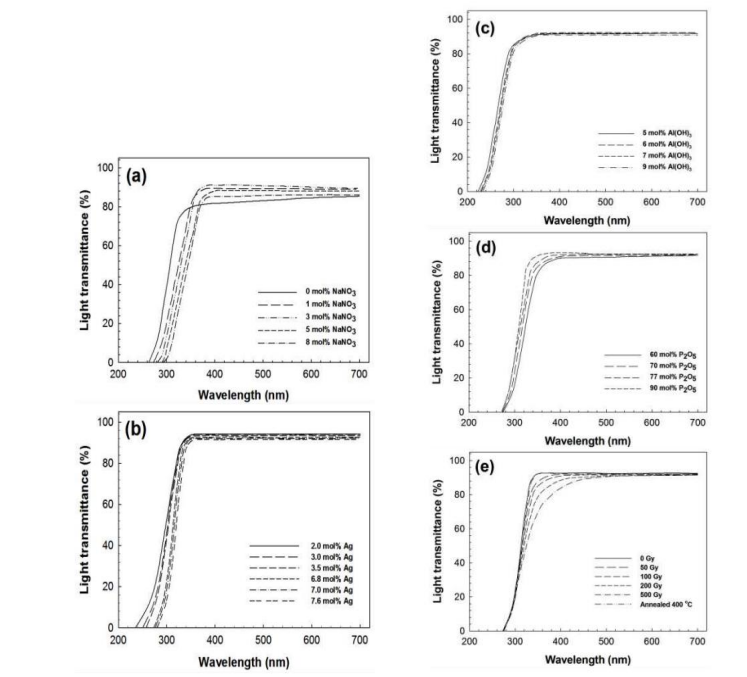 (a)
Light transmittance (%)
100
80
60
40
20
0
0 mol% NaNO3
1 mol% NaNO3
3 mol% NaNO3
5 mol% NaNO3
8 mol% NaNO3
200 300 400 500 600 700
Wavelength (nm)
(b)
Light transmittance (%)
100
80
60
40
20
0
2.0 mol% Ag
3.0 mol% Ag
3.5 mol% Ag
6.8 mol% Ag
7.0 mol% Ag
7.6 mol% Ag
200 300 400 500 600 700
Wavelength (nm)
(c)
Light transmittance (%)
100
80
60
40
20
0
5 mol% Al(OH)3
6 mol% Al(OH)3
7 mol% Al(OH)3
9 mol% Al(OH)3
200 300 400 500 600 700
Wavelength (nm)
(d)
Light transmittance (%)
100
80
60
40
20
0
60 mol% P2O5
70 mol% P2O5
77 mol% P2O5
90 mol% P2O5
200 300 400 500 600 700
Wavelength (nm)
(e)
Light transmittance (%)
100
80
60
40
20
0
0 Gy
50 Gy
100 Gy
200 Gy
500 Gy
Annealed 400 °C
200 300 400 500 600 700
Wavelength (nm)